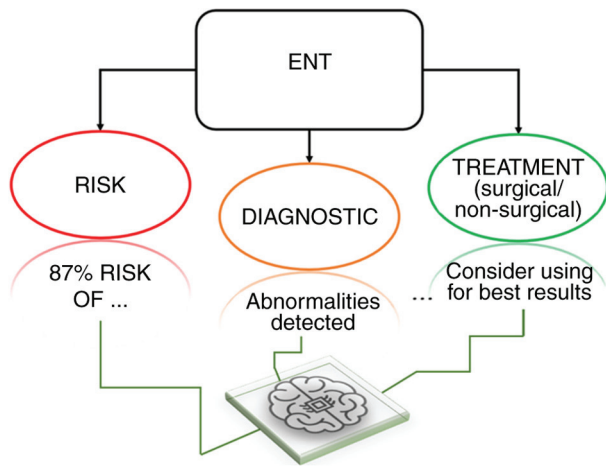 ENT
RISK
DIAGNOSTIC
TREATMENT
(surgical/
non-surgical)
87% RISK
OF ...
Abnormalities
detected
... Consider using
for best results